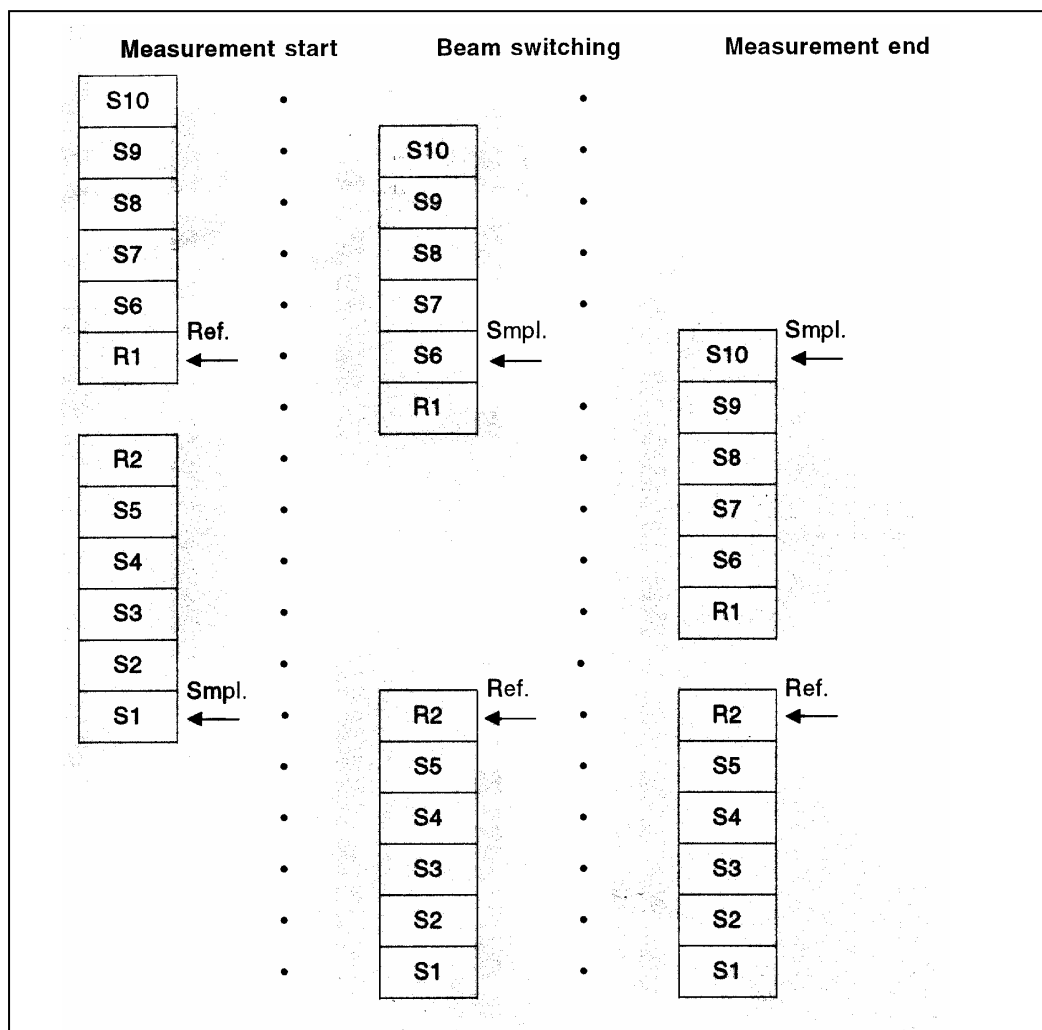 Measurement start Beam switching Measurement end
S10
S9 S10
S8 S9
S7 S8
S6 S7
R1 Ref. S6 Smpl. S10 Smpl.
R1 S9
R2 S8
S5 S7
S4 S6
S3 R1
S2
S1 Smpl. R2 Ref. R2 Ref.
S5 S5
S4 S4
S3 S3
S2 S2
S1 S1